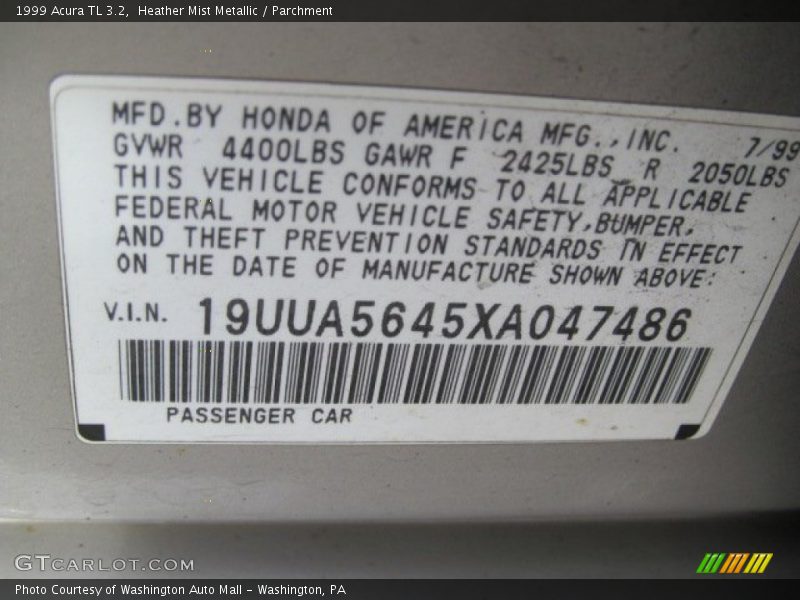 1999 Acura TL 3.2,  Heather Mist Metallic / Parchment
MFD.BY HONDA OF AMERICA MFG.,INC. 7/99
GVWR 4400LBS GAWR F 2425LBS R 2050LBS
THIS VEHICLE CONFORMS TO ALL APPLICABLE
FEDERAL MOTOR VEHICLE SAFETY,BUMPER,
AND THEFT PREVENTION STANDARDS IN EFFECT
ON THE DATE OF MANUFACTURE SHOWN ABOVE:
V.I.N. 19UUA5645XA047486
PASSENGER CAR
GTCARLOT.COM
Photo Courtesy of Washington Auto Mall - Washington, PA